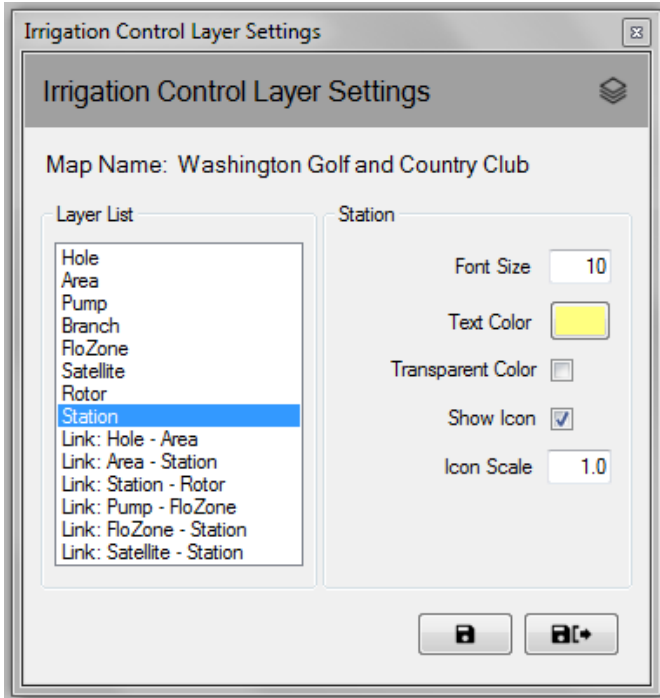 Irrigation Control Layer Settings
Irrigation Control Layer Settings
Map Name: Washington Golf and Country Club
Layer List
Hole
Area
Pump
Branch
FloZone
Satellite
Rotor
Station
Link: Hole - Area
Link: Area - Station
Link: Station - Rotor
Link: Pump - FloZone
Link: FloZone - Station
Link: Satellite - Station
Station
Font Size 10
Text Color
Transparent Color
Show Icon
Icon Scale 1.0